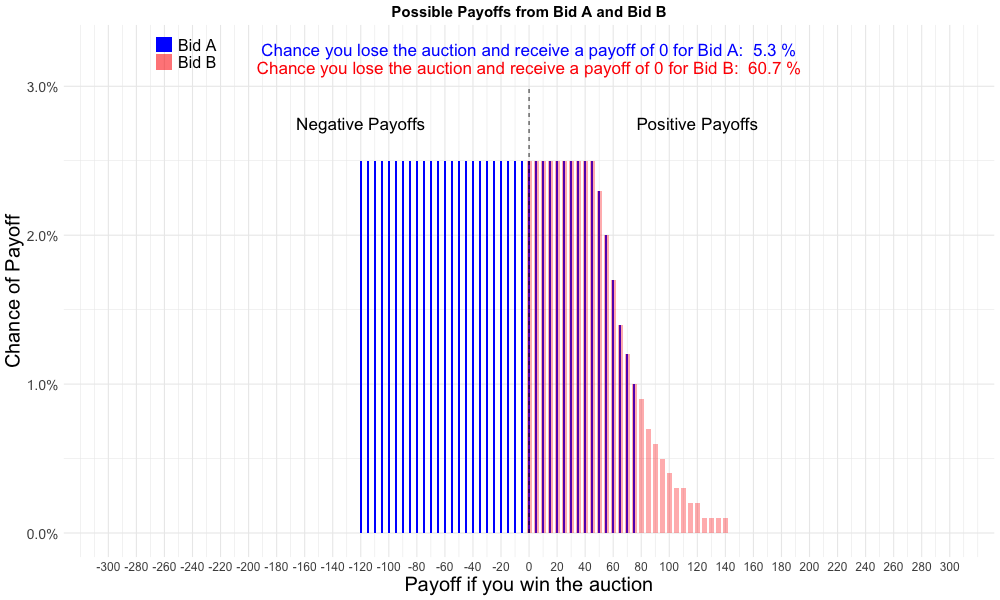 Possible Payoffs from Bid A and Bid B
Bid A
Bid B
Chance you lose the auction and receive a payoff of 0 for Bid A: 5.3 %
Chance you lose the auction and receive a payoff of 0 for Bid B: 60.7 %
Negative Payoffs
Positive Payoffs
Chance of Payoff
3.0%
2.0%
1.0%
0.0%
-300 -280 -260 -240 -220 -200 -180 -160 -140 -120 -100 -80 -60 -40 -20 0 20 40 60 80 100 120 140 160 180 200 220 240 260 280 300
Payoff if you win the auction